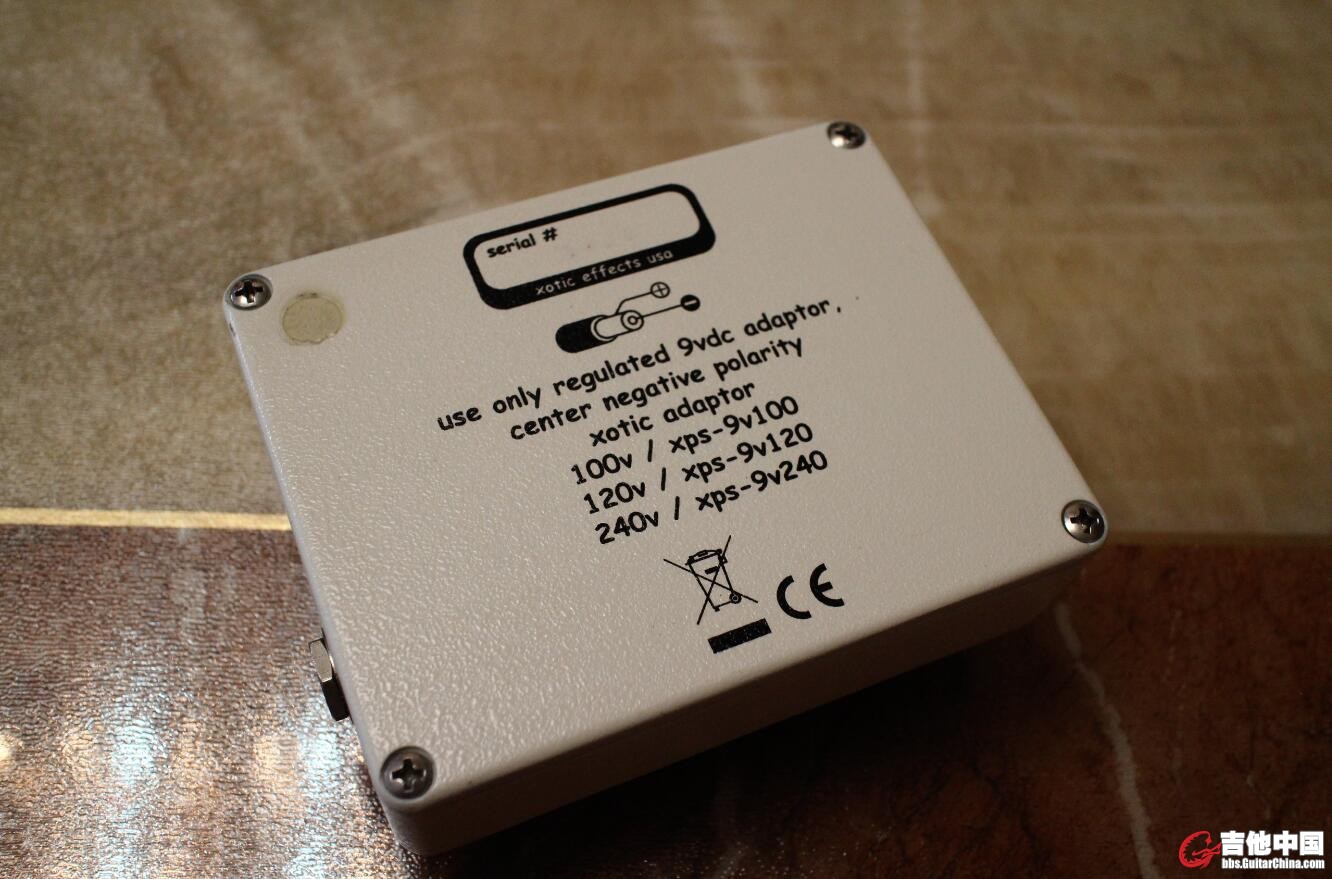 serial #
xotic effects usa
use only regulated 9vdc adaptor,
center negative polarity
xotic adaptor
100v / xps-9v100
120v / xps-9v120
240v / xps-9v240
CE
吉他中国
bbs.GuitarChina.com